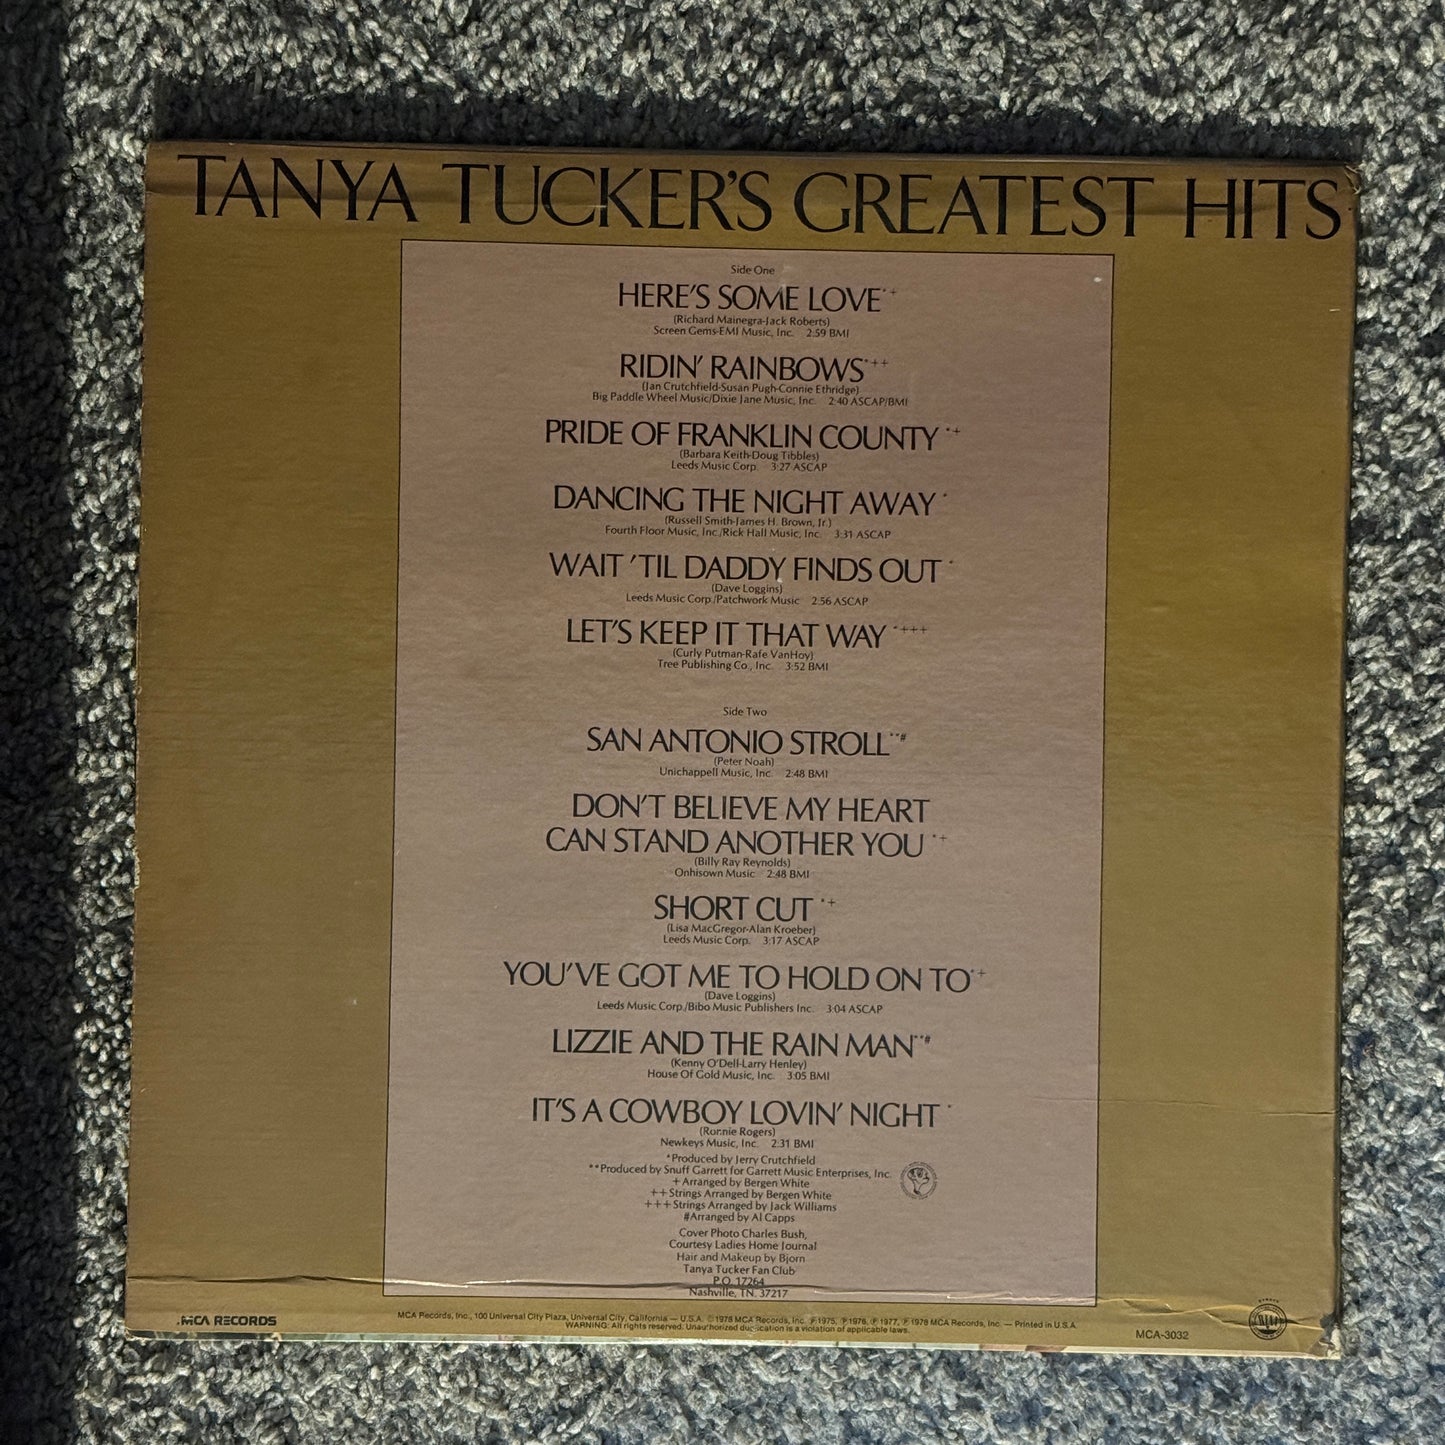 TANYA TUCKER'S GREATEST HITS
Side One
HERE'S SOME LOVE*+
(Richard Mainegra-Jack Roberts)
Screen Gems-EMI Music, Inc. 2:59 BMI
RIDIN' RAINBOWS*++
(Jan Crutchfield-Susan Pugh-Connie Ethridge)
Big Paddle Wheel Music/Dixie Jane Music, Inc. 2:40 ASCAP/BMI
PRIDE OF FRANKLIN COUNTY*+
(Barbara Keith-Doug Tibbles)
Leeds Music Corp. 3:27 ASCAP
DANCING THE NIGHT AWAY*
(Russell Smith-James H. Brown, Jr.)
Fourth Floor Music, Inc./Rick Hall Music, Inc. 3:31 ASCAP
WAIT 'TIL DADDY FINDS OUT*
(Dave Loggins)
Leeds Music Corp./Patchwork Music 2:56 ASCAP
LET'S KEEP IT THAT WAY*+++
(Curly Putman-Rafe VanHoy)
Tree Publishing Co., Inc. 3:52 BMI
Side Two
SAN ANTONIO STROLL**#
(Peter Noah)
Unichappell Music, Inc. 2:48 BMI
DON'T BELIEVE MY HEART
CAN STAND ANOTHER YOU*+
(Billy Ray Reynolds)
Onhisown Music 2:48 BMI
SHORT CUT*+
(Lisa MacGregor-Alan Kroeber)
Leeds Music Corp. 3:17 ASCAP
YOU'VE GOT ME TO HOLD ON TO*+
(Dave Loggins)
Leeds Music Corp./Bibo Music Publishers Inc. 3:04 ASCAP
LIZZIE AND THE RAIN MAN**#
(Kenny O'Dell-Larry Henley)
House Of Gold Music, Inc. 3:05 BMI
IT'S A COWBOY LOVIN' NIGHT*
(Ronnie Rogers)
Newkeys Music, Inc. 2:31 BMI
*Produced by Jerry Crutchfield
**Produced by Snuff Garrett for Garrett Music Enterprises, Inc.
+Arranged by Bergen White
++Strings Arranged by Bergen White
+++Strings Arranged by Jack Williams
#Arranged by Al Capps
Cover Photo Charles Bush,
Courtesy Ladies Home Journal
Hair and Makeup by Bjorn
Tanya Tucker Fan Club
P.O. 17264
Nashville, TN. 37217
MCA RECORDS
MCA Records, Inc., 100 Universal City Plaza, Universal City, California — U.S.A. ©1978 MCA Records, Inc. ℗1975, ℗1976, ℗1977, ℗1978 MCA Records, Inc. — Printed in U.S.A.
WARNING: All rights reserved. Unauthorized duplication is a violation of applicable laws.
MCA-3032